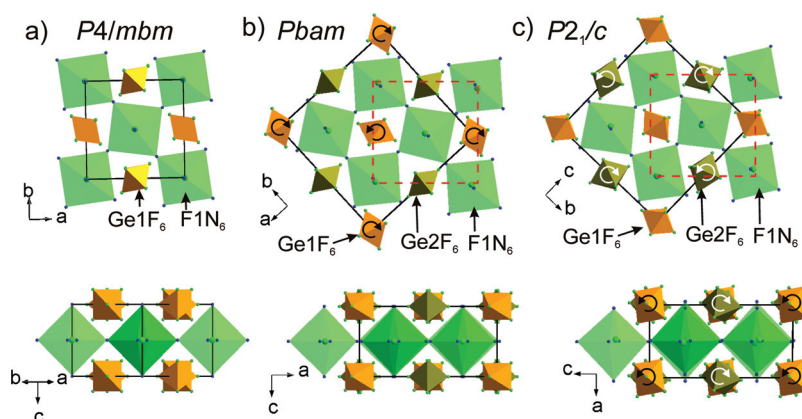 a) P4/mbm
b) Pbam
c) P2₁/c
b
a
Ge1F₆
F1N₆
b
a
Ge1F₆
Ge2F₆
F1N₆
c
b
Ge1F₆
Ge2F₆
F1N₆
b
a
c
a
c
c
a